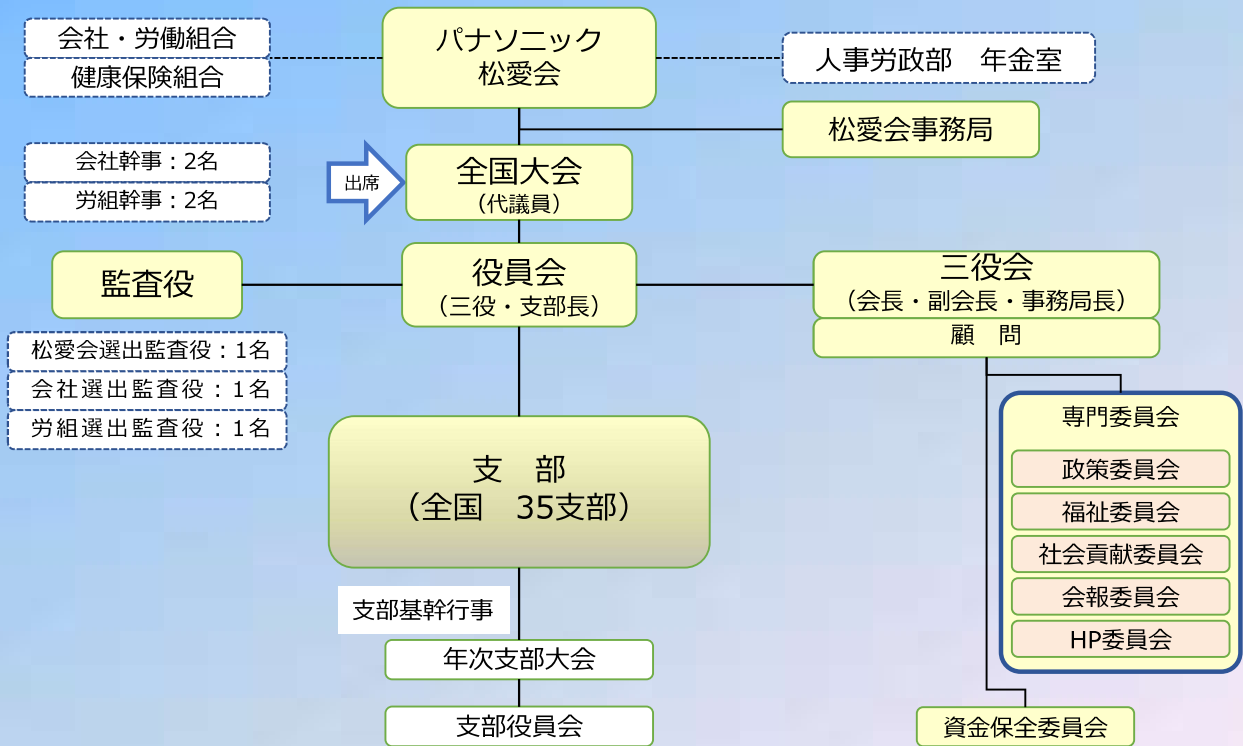 会社・労働組合
健康保険組合
パナソニック
松愛会
人事労政部　年金室
松愛会事務局
会社幹事：2名
労組幹事：2名
出席
全国大会
（代議員）
監査役
役員会
（三役・支部長）
三役会
（会長・副会長・事務局長）
顧　問
松愛会選出監査役：1名
会社選出監査役：1名
労組選出監査役：1名
支　部
（全国　35支部）
専門委員会
政策委員会
福祉委員会
社会貢献委員会
会報委員会
HP委員会
支部基幹行事
年次支部大会
支部役員会
資金保全委員会